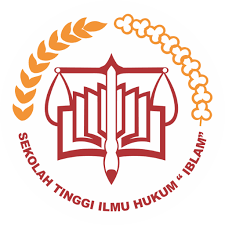 SEKOLAH TINGGI ILMU HUKUM “ IBLAM”